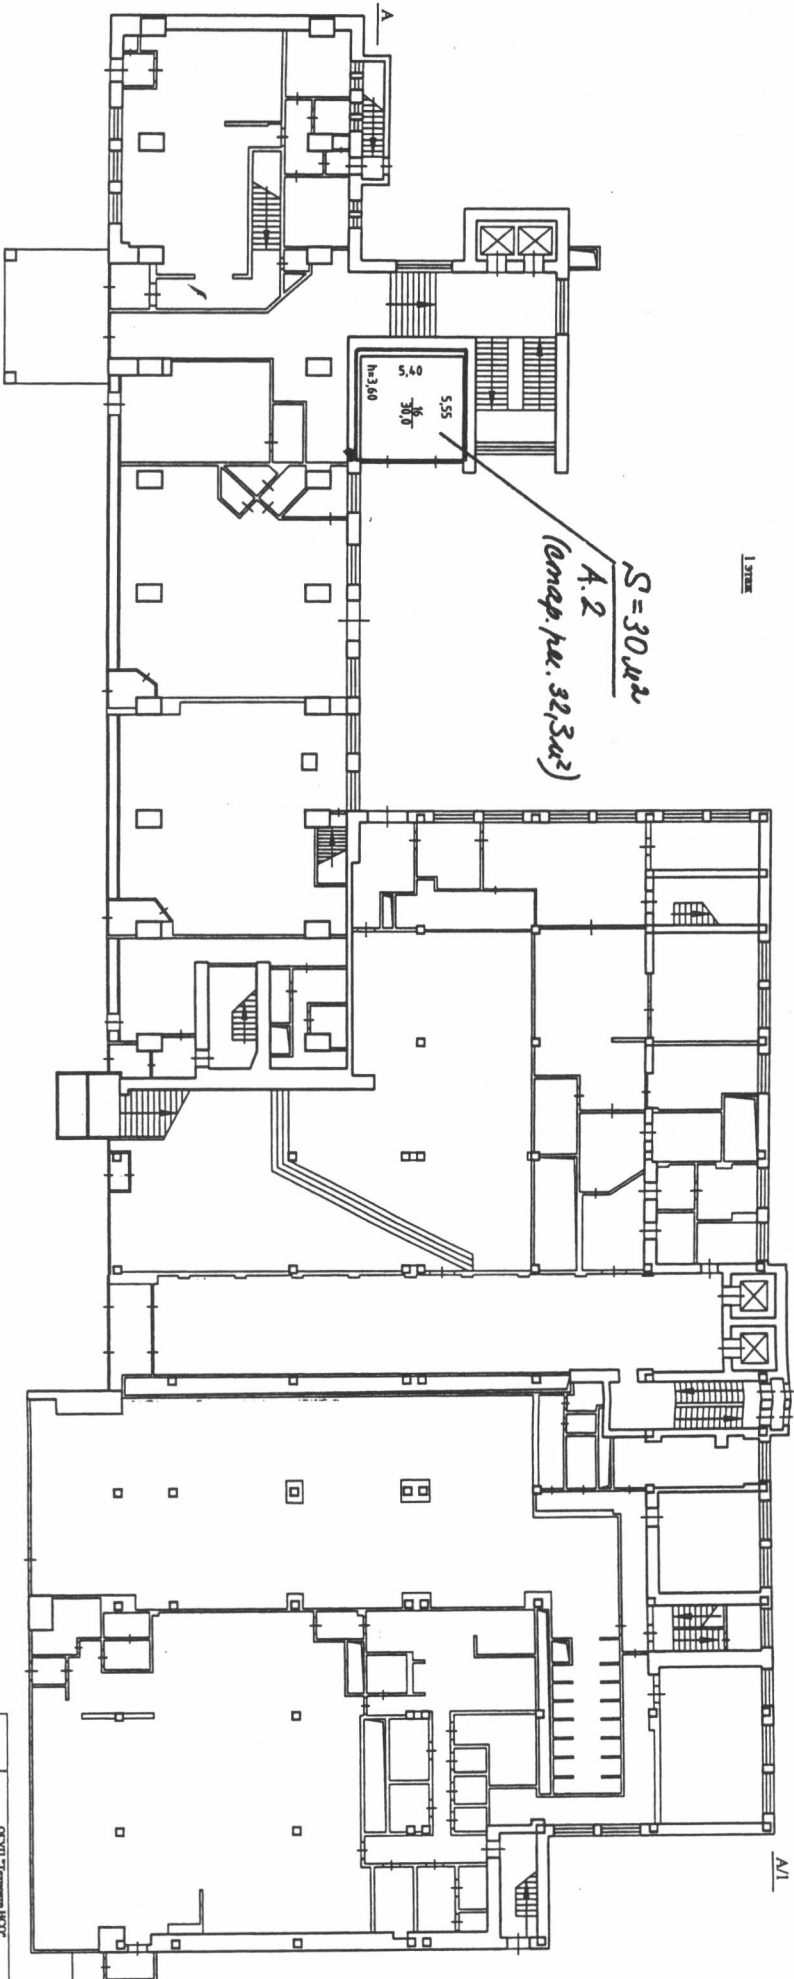 A
1 этаж
5,40
5,55
16
30,0
h=3,60
S=30 м²
А.2
(стар. рм. 32,3 м²)
А/1